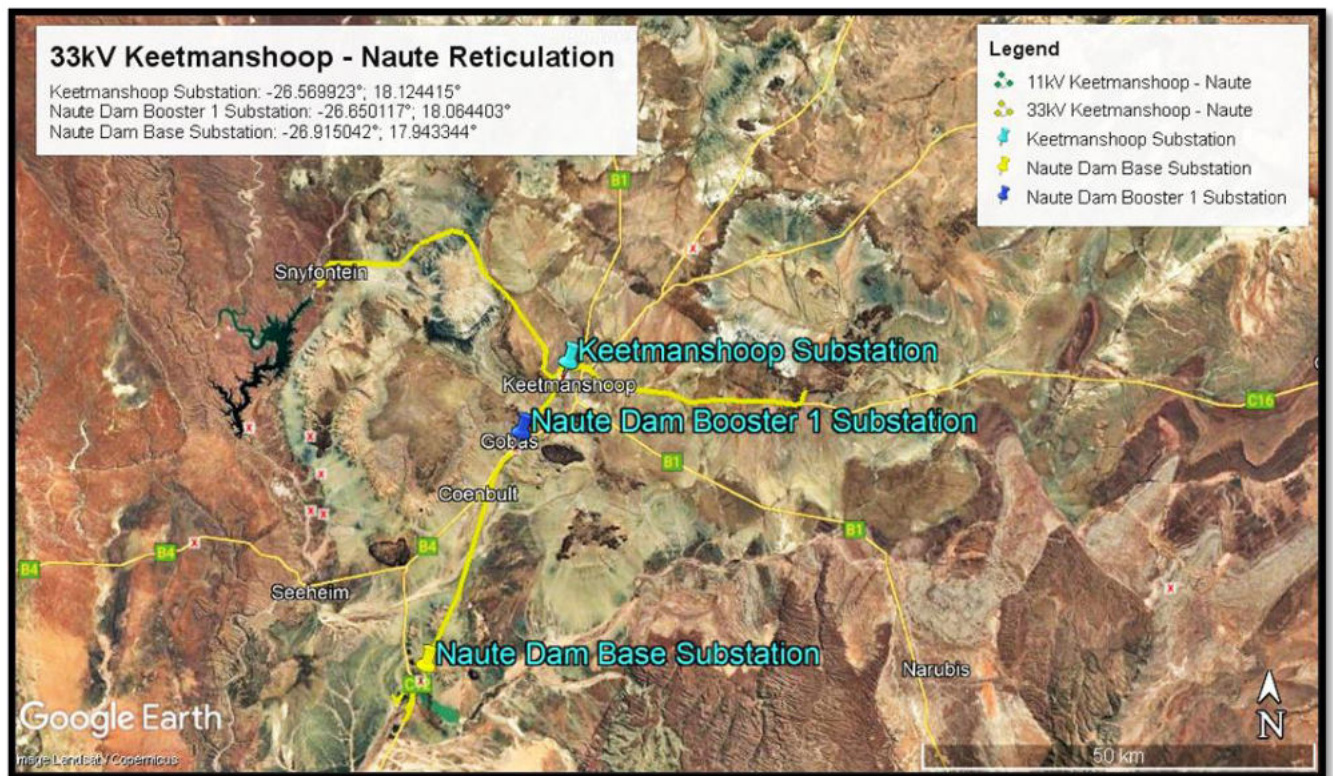 33kV Keetmanshoop - Naute Reticulation
Keetmanshoop Substation: -26.569923°; 18.124415°
Naute Dam Booster 1 Substation: -26.650117°; 18.064403°
Naute Dam Base Substation: -26.915042°; 17.943344°
Legend
11kV Keetmanshoop - Naute
33kV Keetmanshoop - Naute
Keetmanshoop Substation
Naute Dam Base Substation
Naute Dam Booster 1 Substation
B1
Snyfontein
Keetmanshoop Substation
Keetmanshoop
C16
Naute Dam Booster 1 Substation
Gobas
B1
Coenbult
B1
B4
B4
B4
Seeheim
Naute Dam Base Substation
Narubis
N
Google Earth
50 km
Image Landsat / Copernicus